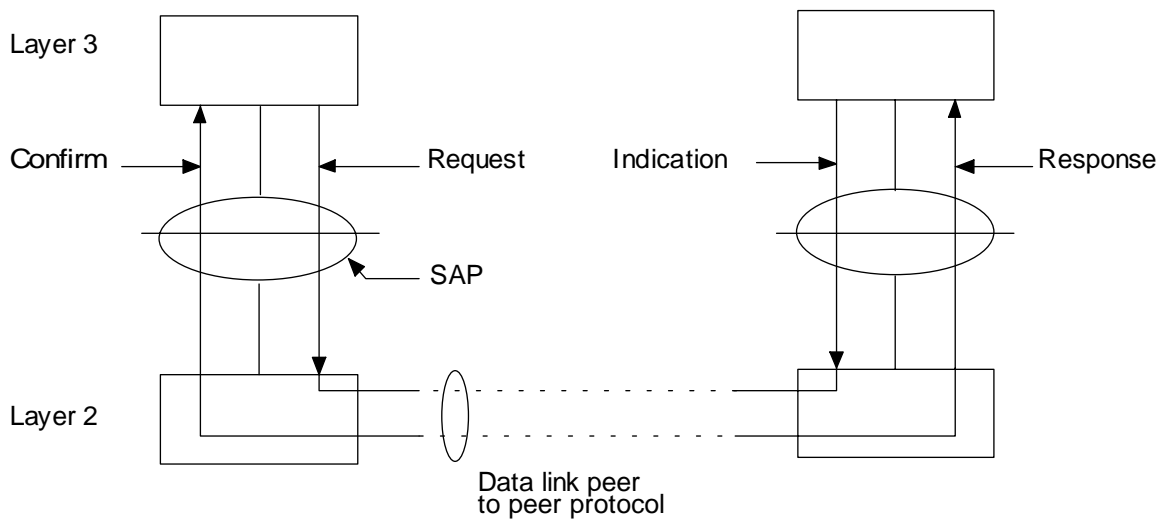 Layer 3
Confirm
Request
Indication
Response
SAP
Layer 2
Data link peer
to peer protocol